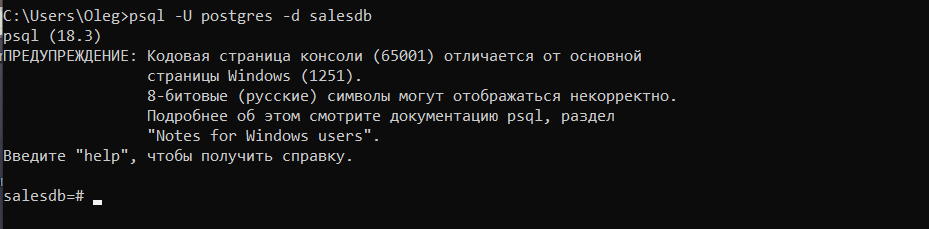 C:\Users\Oleg>psql -U postgres -d salesdb
psql (18.3)
ПРЕДУПРЕЖДЕНИЕ: Кодовая страница консоли (65001) отличается от основной
страницы Windows (1251).
8-битовые (русские) символы могут отображаться некорректно.
Подробнее об этом смотрите документацию psql, раздел
"Notes for Windows users".
Введите "help", чтобы получить справку.
salesdb=#